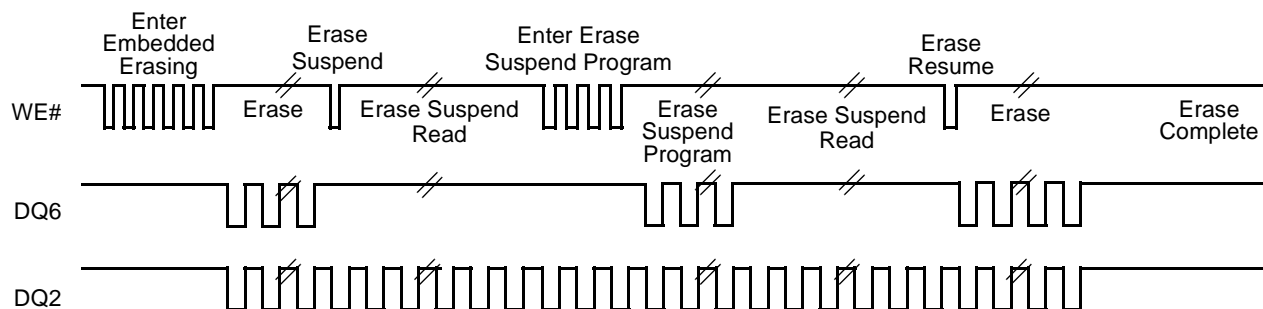 Enter
Embedded
Erasing
Erase
Suspend
Enter Erase
Suspend Program
Erase
Resume
WE#
Erase
Erase Suspend
Read
Erase
Suspend
Program
Erase Suspend
Read
Erase
Erase
Complete
DQ6
DQ2